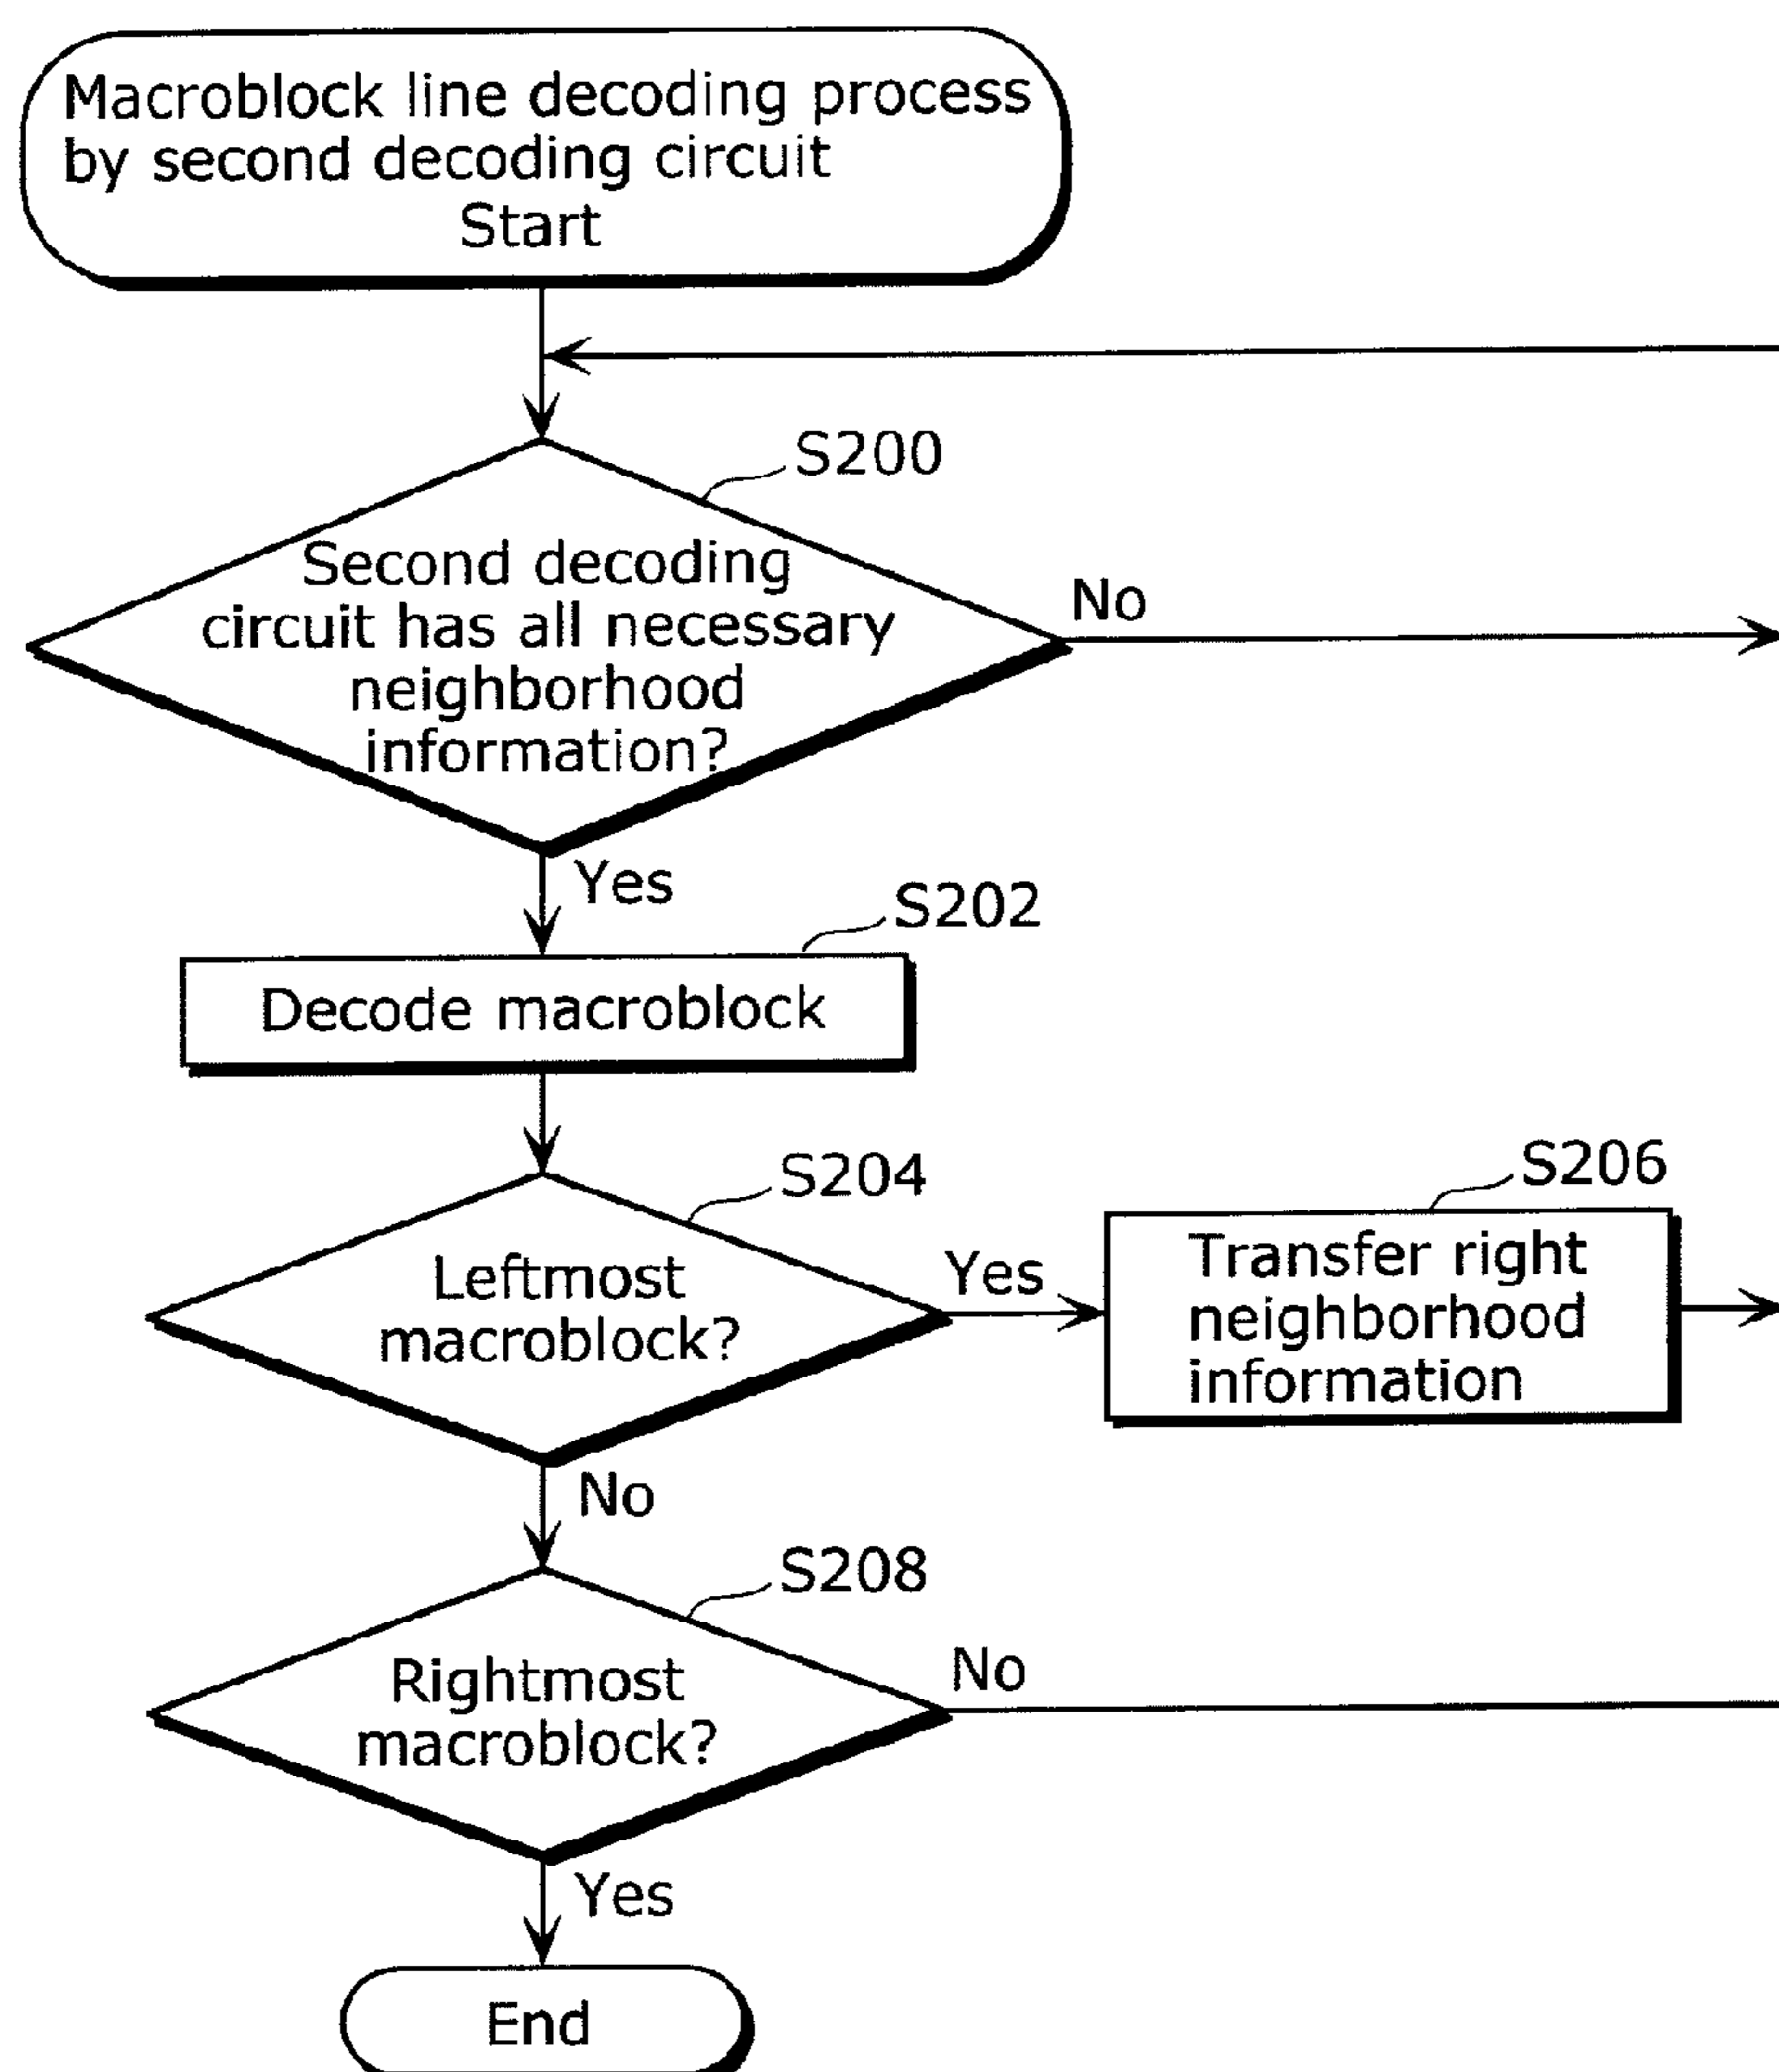 Macroblock line decoding process
by second decoding circuit
Start
S200
Second decoding
circuit has all necessary
neighborhood
information?
No
Yes
S202
Decode macroblock
S204
Leftmost
macroblock?
Yes
S206
Transfer right
neighborhood
information
No
S208
Rightmost
macroblock?
No
Yes
End